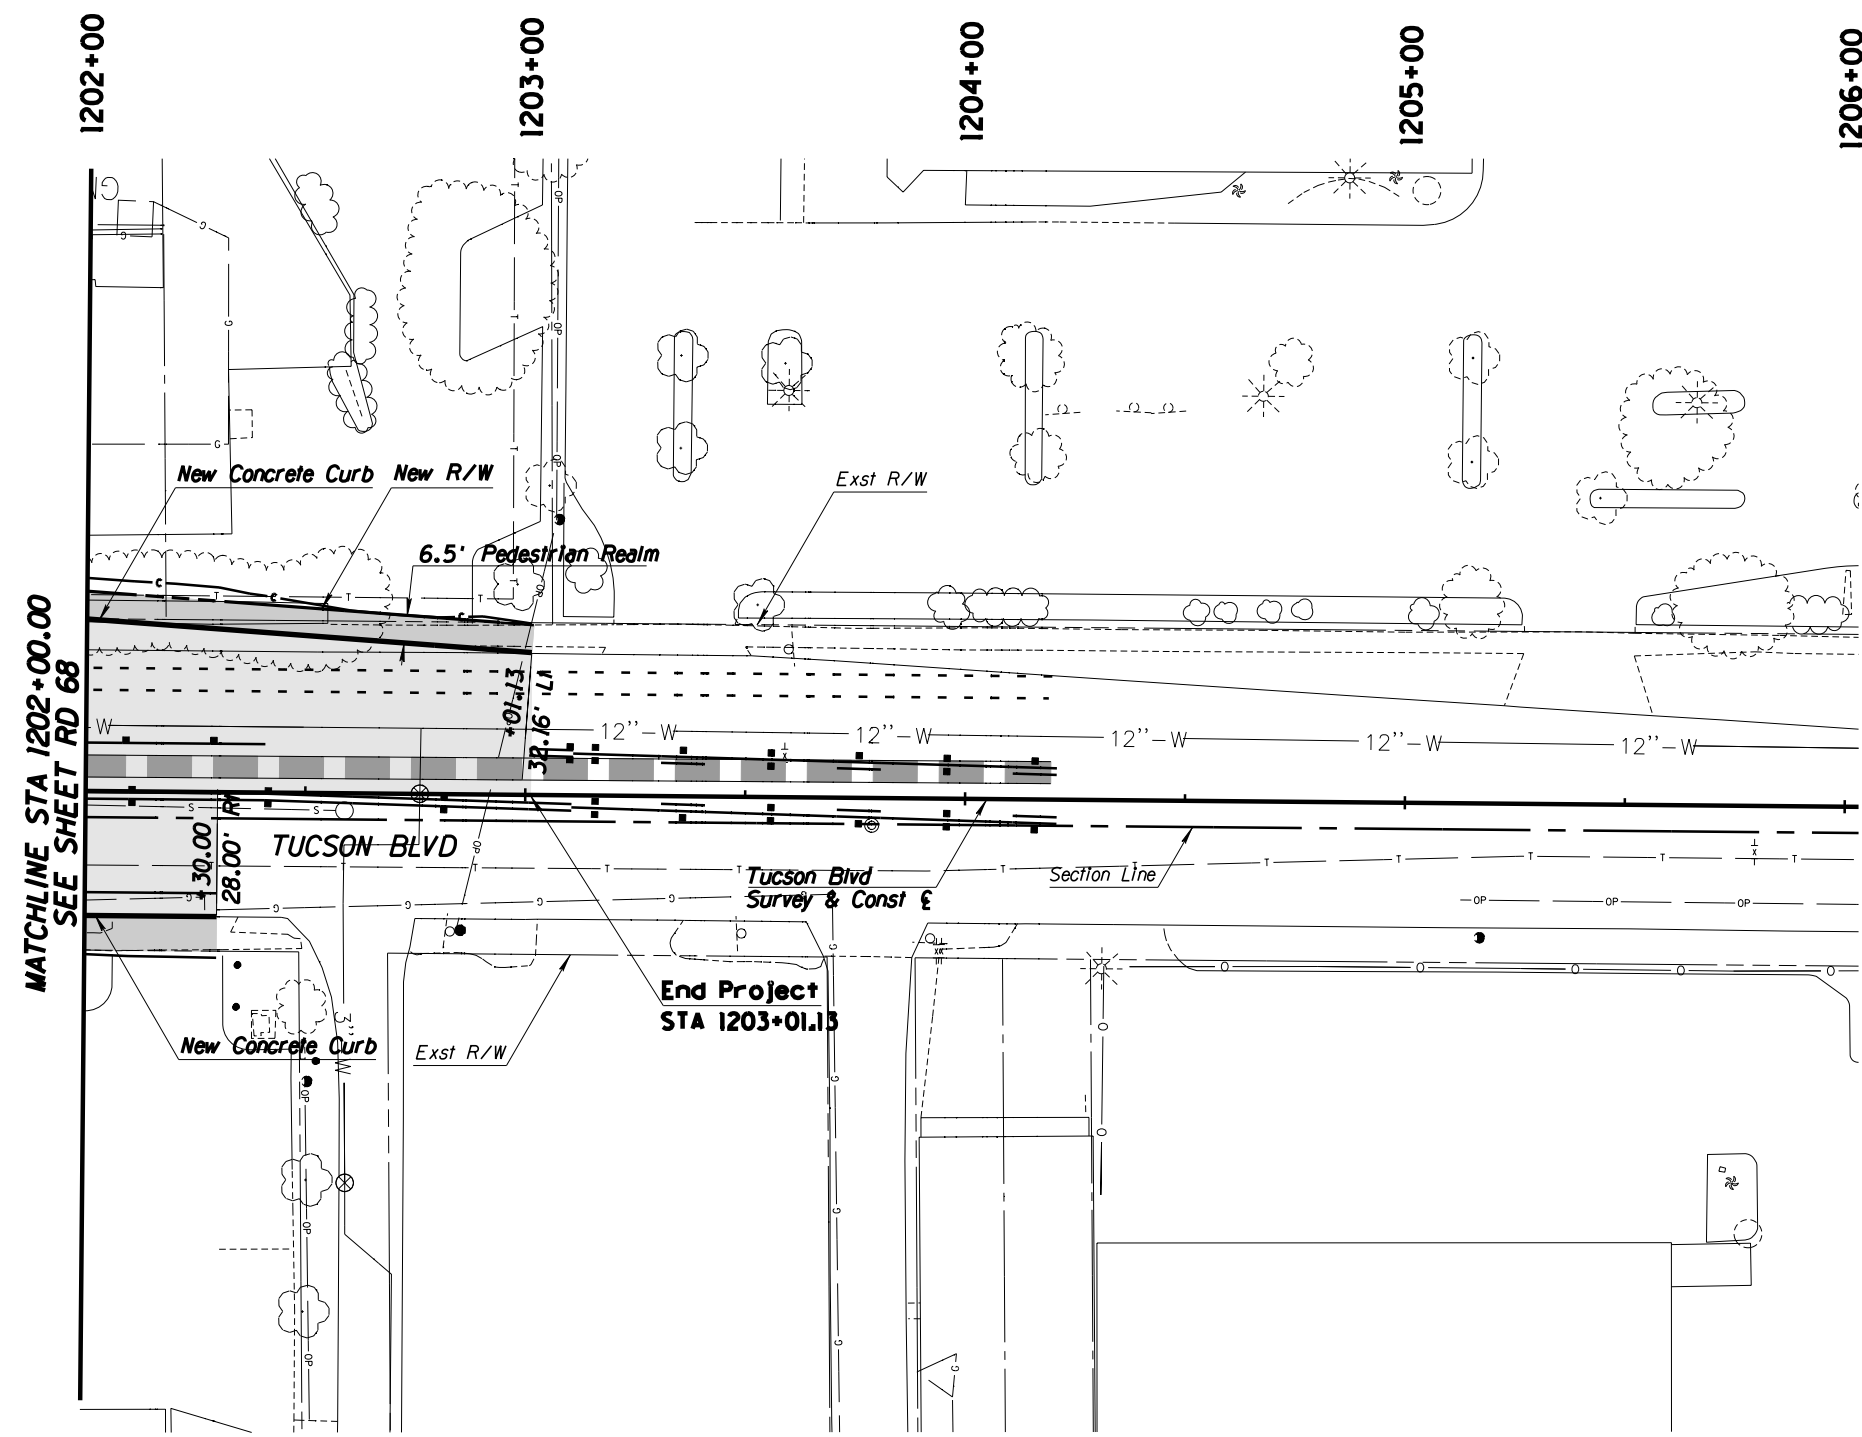 1202+00
1203+00
1204+00
1205+00
1206+00
New Concrete Curb
New R/W
Exst R/W
6.5' Pedestrian Realm
MATCHLINE STA 1202+00.00
SEE SHEET RD 68
+01.13
32.16' Lt
W
12"-W
12"-W
12"-W
12"-W
12"-W
+30.00
28.00' Rt
TUCSON BLVD
Tucson Blvd
Survey & Const ℄
Section Line
End Project
STA 1203+01.13
New Concrete Curb
Exst R/W
3"
W